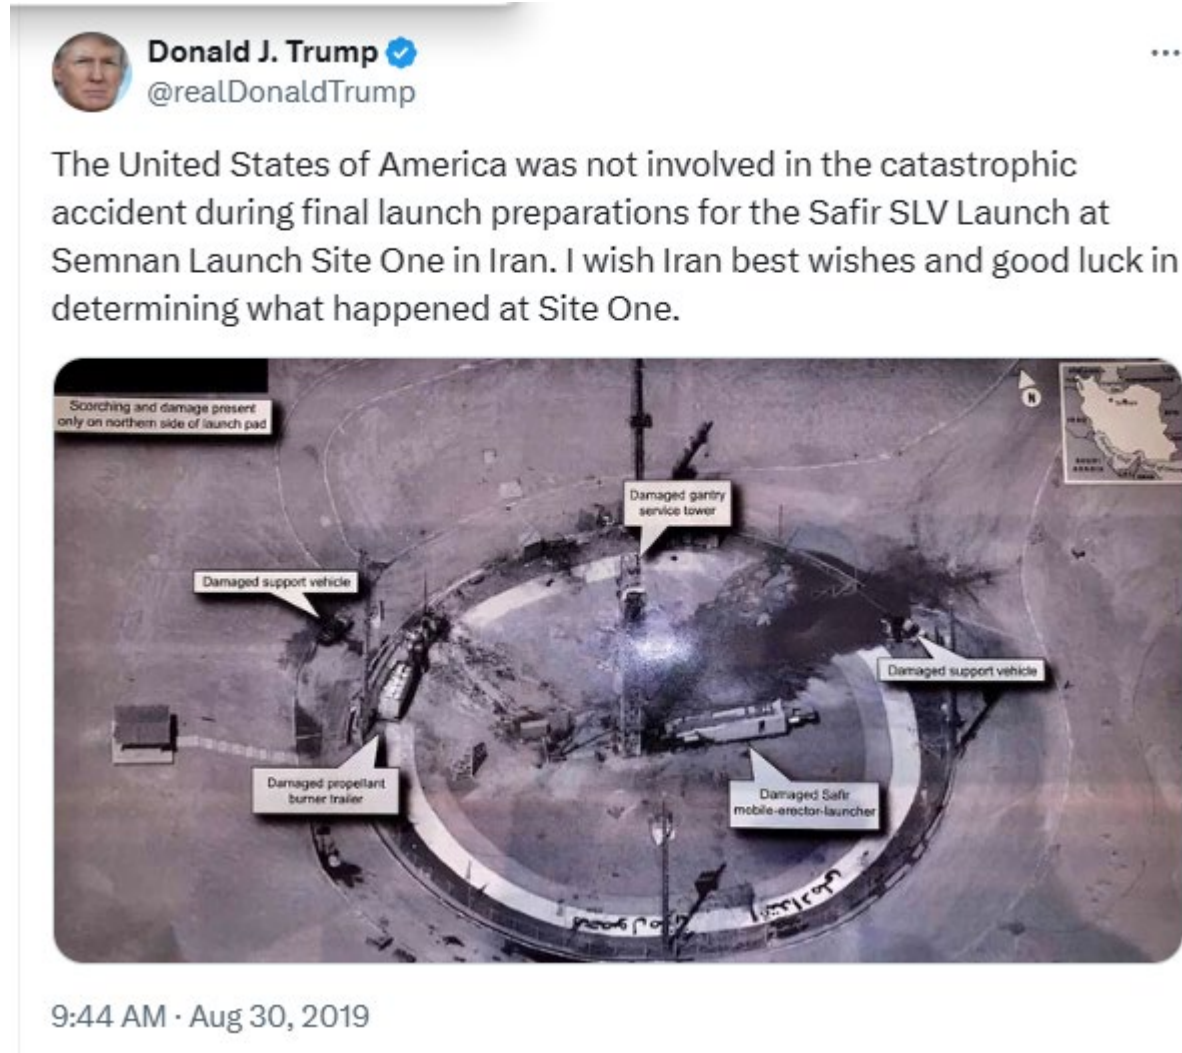 Donald J. Trump
@realDonaldTrump
The United States of America was not involved in the catastrophic
accident during final launch preparations for the Safir SLV Launch at
Semnan Launch Site One in Iran. I wish Iran best wishes and good luck in
determining what happened at Site One.
Scorching and damage present
only on northern side of launch pad
N
Damaged gantry
service tower
Damaged support vehicle
Damaged support vehicle
Damaged propellant
burner trailer
Damaged Safir
mobile-erector-launcher
9:44 AM · Aug 30, 2019